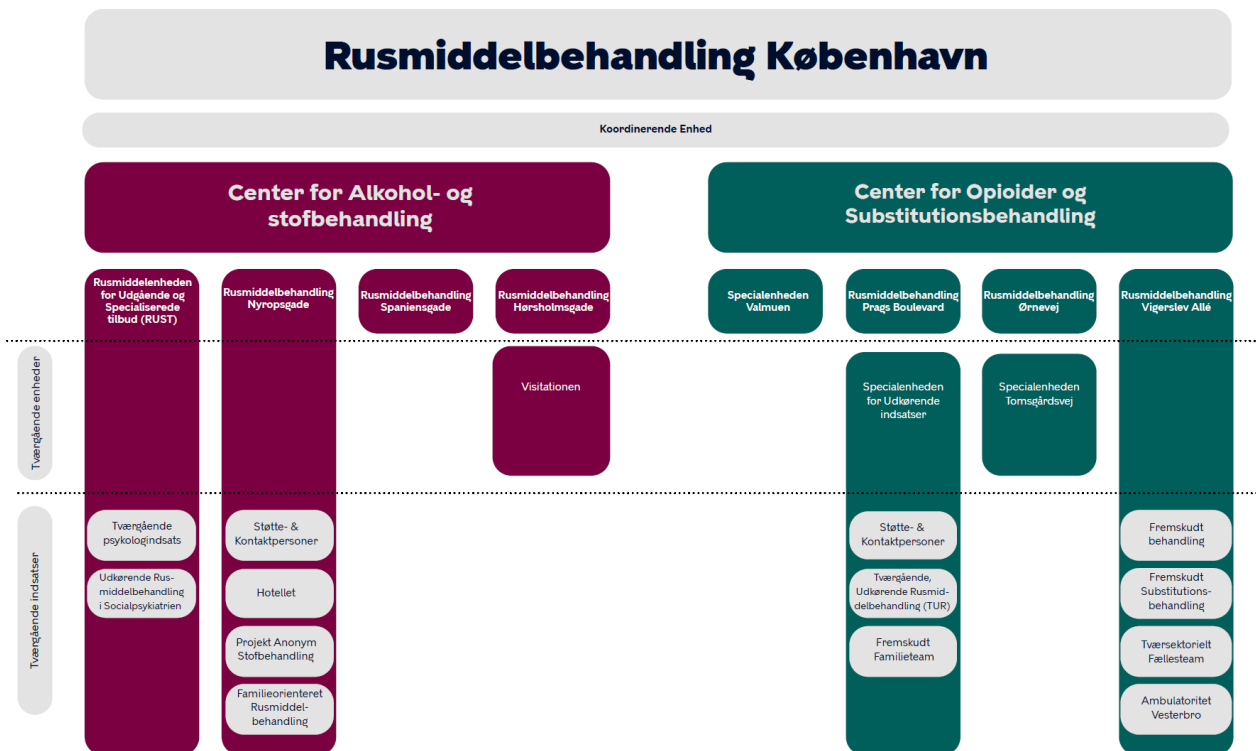 Rusmiddelbehandling København
Koordinerende Enhed
Center for Alkohol- og
stofbehandling
Center for Opioider og
Substitutionsbehandling
Rusmiddelenheden
for Udgående og
Specialiserede
tilbud (RUST)
Rusmiddelbehandling
Nyropsgade
Rusmiddelbehandling
Spaniensgade
Rusmiddelbehandling
Hørsholmsgade
Specialenheden
Valmuen
Rusmiddelbehandling
Prags Boulevard
Rusmiddelbehandling
Ørnevej
Rusmiddelbehandling
Vigerslev Allé
Tværgående enheder
Visitationen
Specialenheden
for Udkørende
indsatser
Specialenheden
Tomsgårdsvej
Tværgående indsatser
Tværgående
psykologindsats
Udkørende Rus-
middelbehandling
i Socialpsykiatrien
Støtte- &
Kontaktpersoner
Hotellet
Projekt Anonym
Stofbehandling
Familieorienteret
Rusmiddel-
behandling
Støtte- &
Kontaktpersoner
Tværgående,
Udkørende Rusmid-
delbehandling (TUR)
Fremskudt
Familieteam
Fremskudt
behandling
Fremskudt
Substitutions-
behandling
Tværsektorielt
Fællesteam
Ambulatoritet
Vesterbro